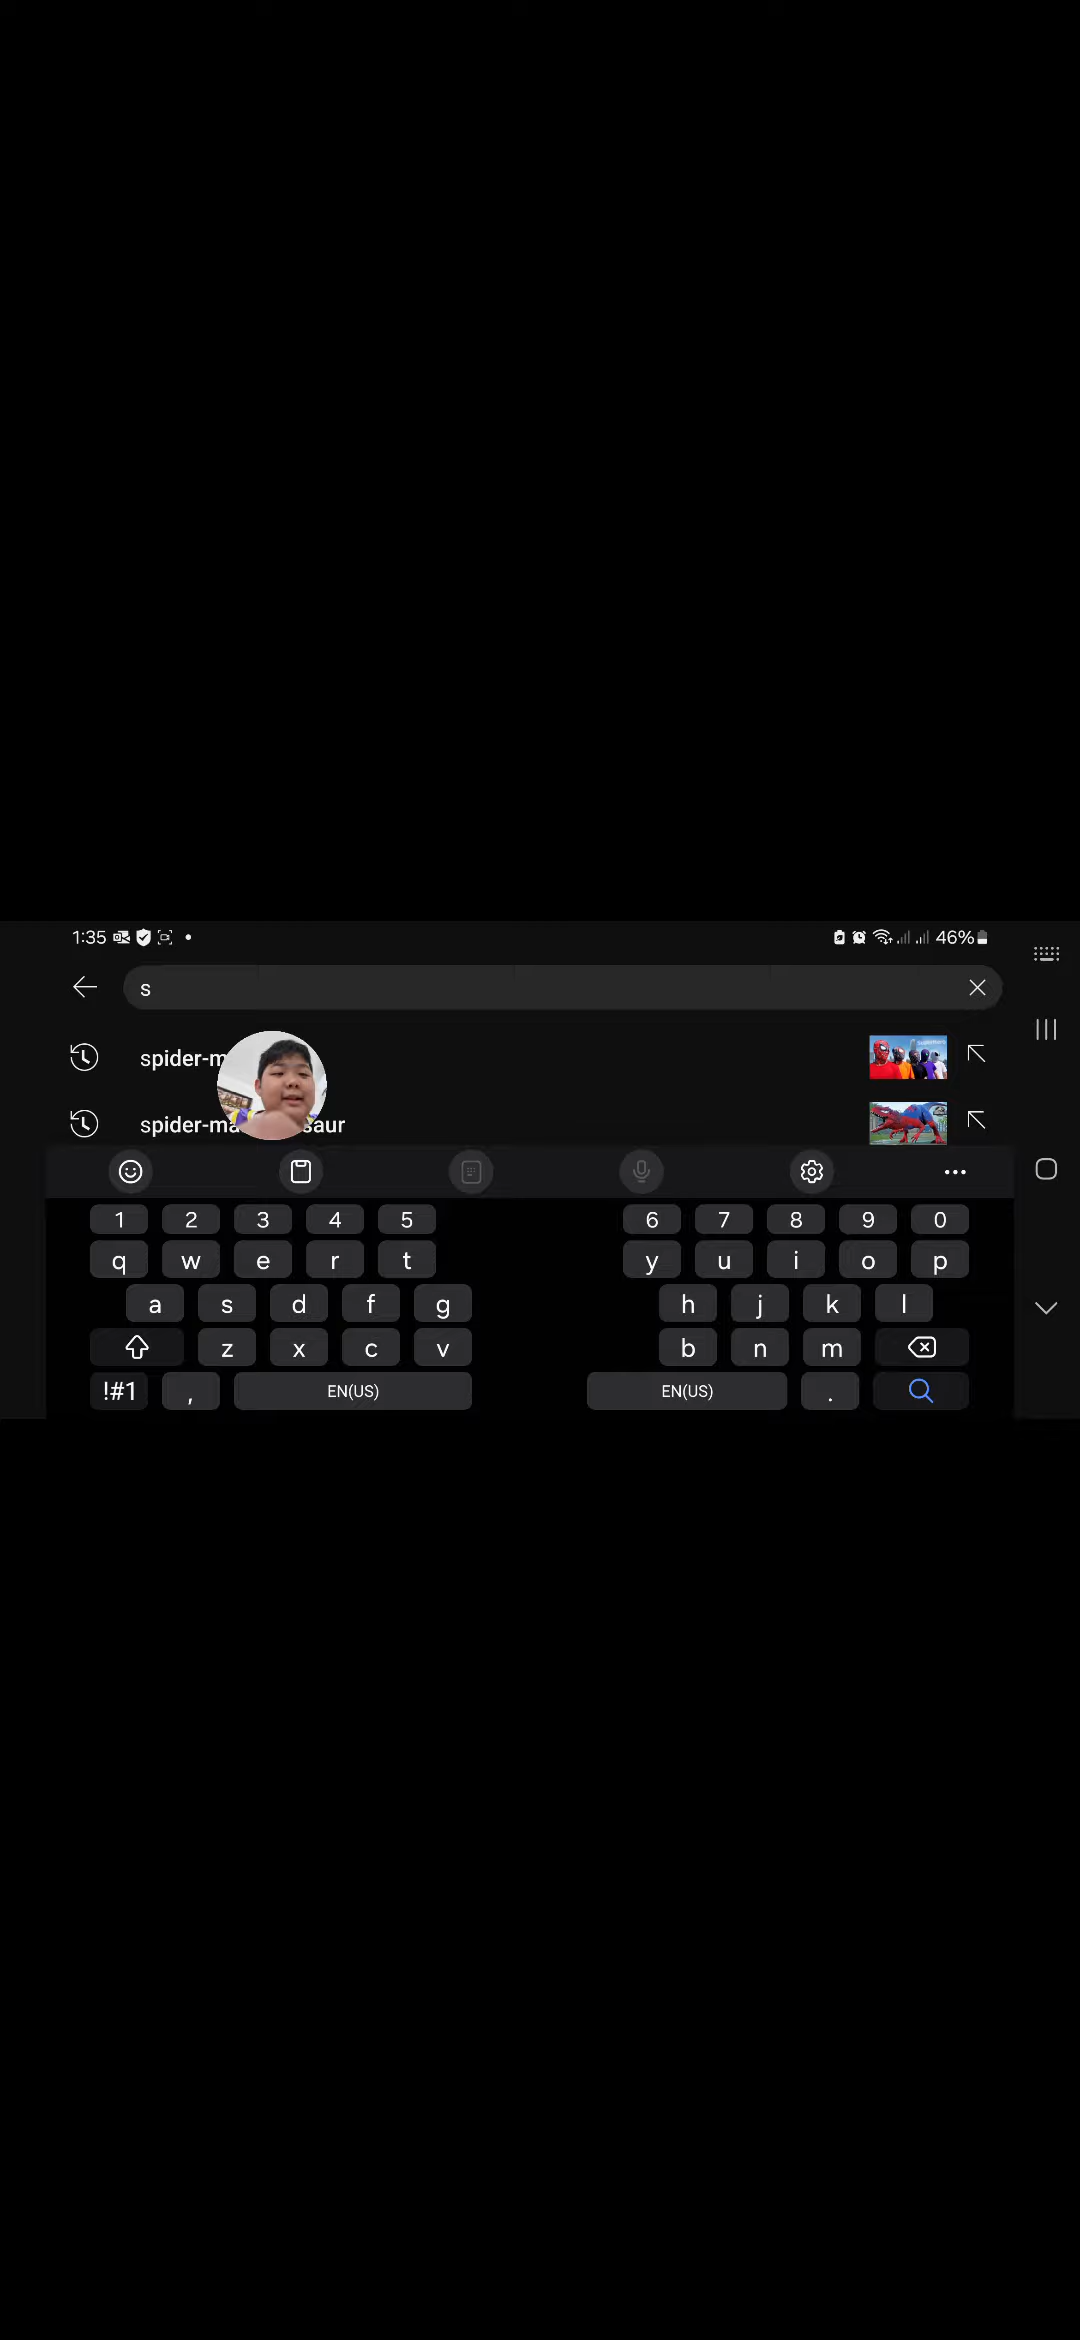 1:35
46%
s
spider-m
spider-ma saur
1 2 3 4 5 6 7 8 9 0
q w e r t y u i o p
a s d f g h j k l
z x c v b n m
!#1 , EN(US) EN(US) .